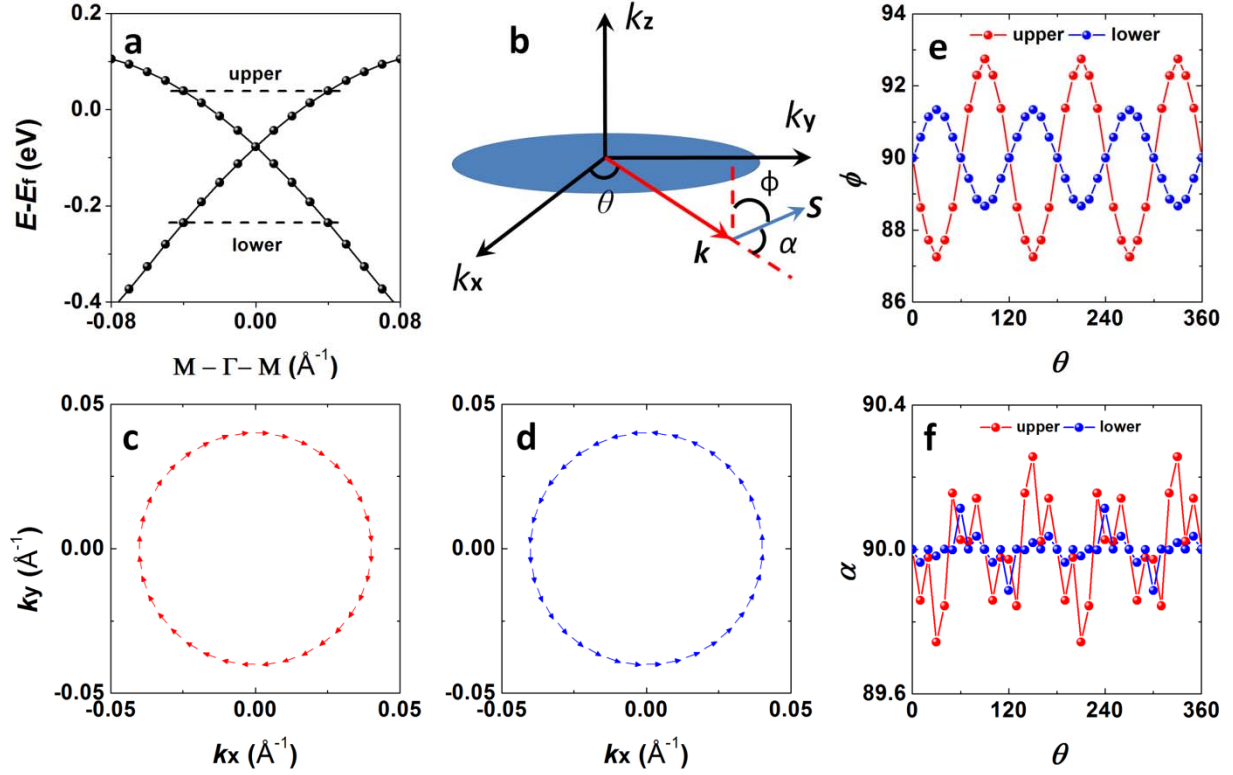 a
0.2
0.0
-0.2
-0.4
E-Ef (eV)
upper
lower
-0.08
0.00
0.08
M – Γ – M (Å-1)
b
kz
ky
kx
θ
ϕ
S
k
α
e
upper
lower
94
92
90
88
86
ϕ
0
120
240
360
θ
c
0.05
0.00
-0.05
ky (Å-1)
-0.05
0.00
0.05
kx (Å-1)
d
0.05
0.00
-0.05
-0.05
0.00
0.05
kx (Å-1)
f
upper
lower
90.4
90.0
89.6
α
0
120
240
360
θ